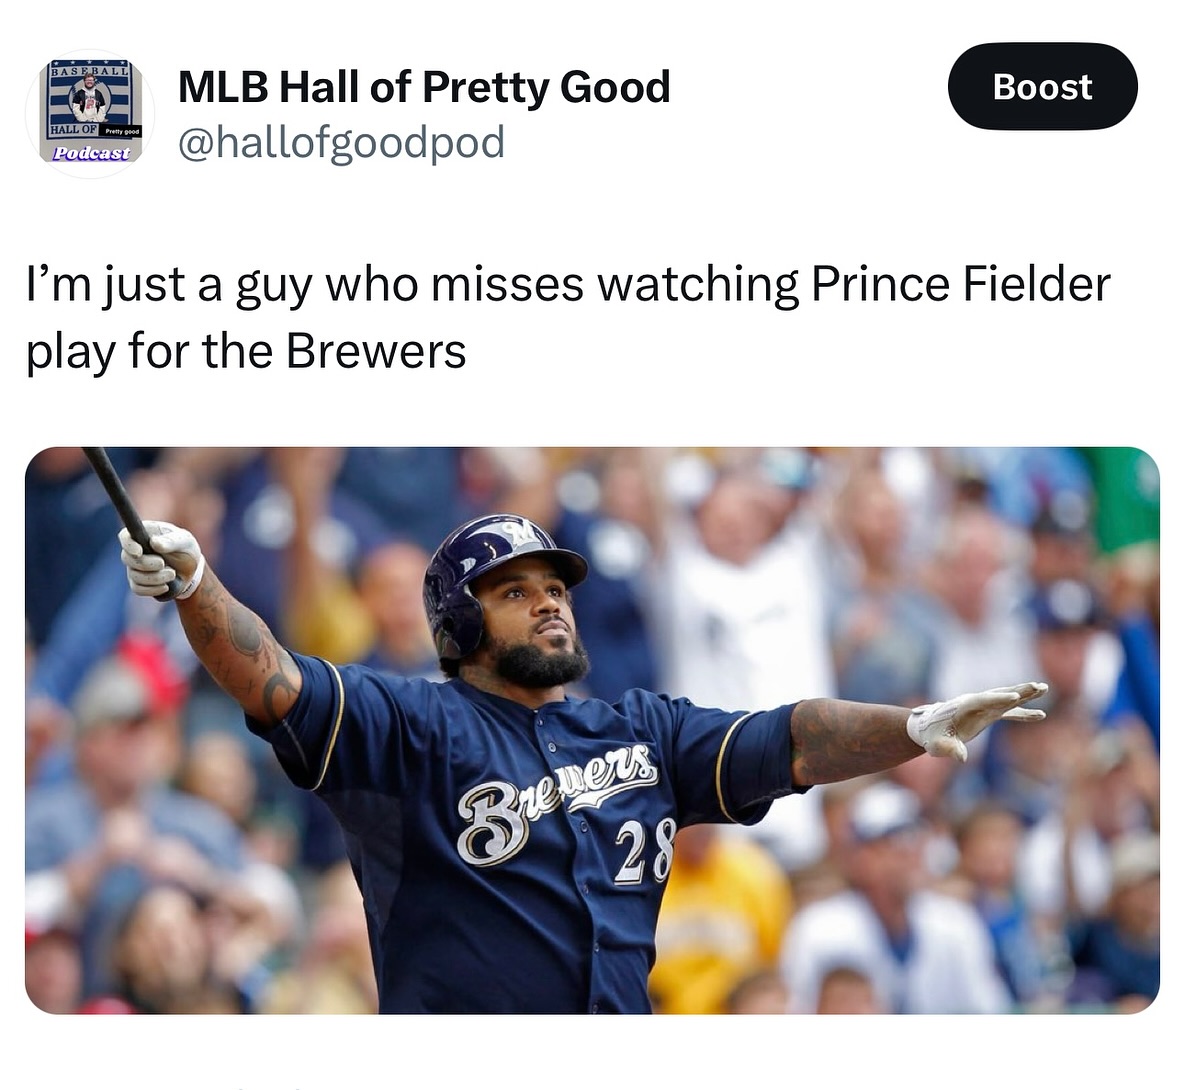 BASEBALL
HALL OF Pretty good
Podcast
MLB Hall of Pretty Good
@hallofgoodpod
Boost
I’m just a guy who misses watching Prince Fielder
play for the Brewers
M
Brewers
28